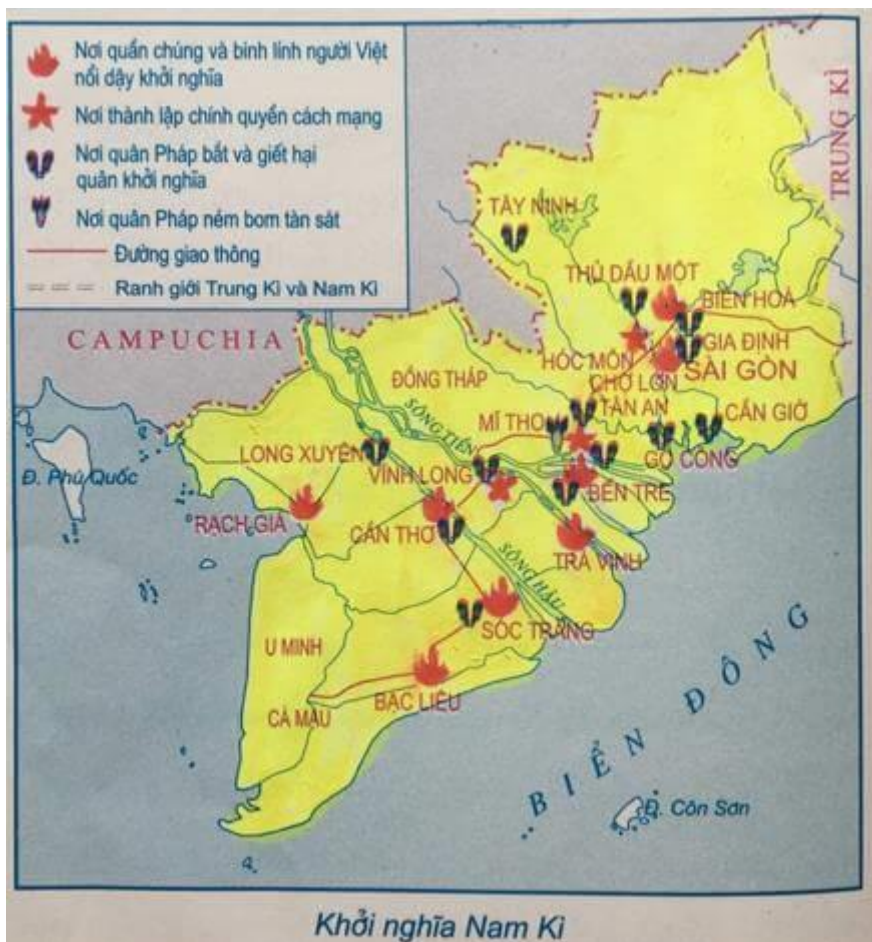 Nơi quần chúng và binh lính người Việt
nổi dậy khởi nghĩa
Nơi thành lập chính quyền cách mạng
Nơi quân Pháp bắt và giết hại
quân khởi nghĩa
Nơi quân Pháp ném bom tàn sát
Đường giao thông
Ranh giới Trung Kì và Nam Kì
TRUNG KÌ
CAMPUCHIA
TÂY NINH
THỦ DẦU MỘT
BIÊN HOÀ
GIA ĐỊNH
HÓC MÔN
SÀI GÒN
CHỢ LỚN
ĐỒNG THÁP
TÂN AN
CẦN GIỜ
MĨ THO
SÔNG TIỀN
GÒ CÔNG
LONG XUYÊN
VĨNH LONG
BẾN TRE
Đ. Phú Quốc
RẠCH GIÁ
CẦN THƠ
TRÀ VINH
SÔNG HẬU
SÓC TRĂNG
U MINH
BẠC LIÊU
CÀ MAU
BIỂN ĐÔNG
Đ. Côn Sơn
Khởi nghĩa Nam Kì